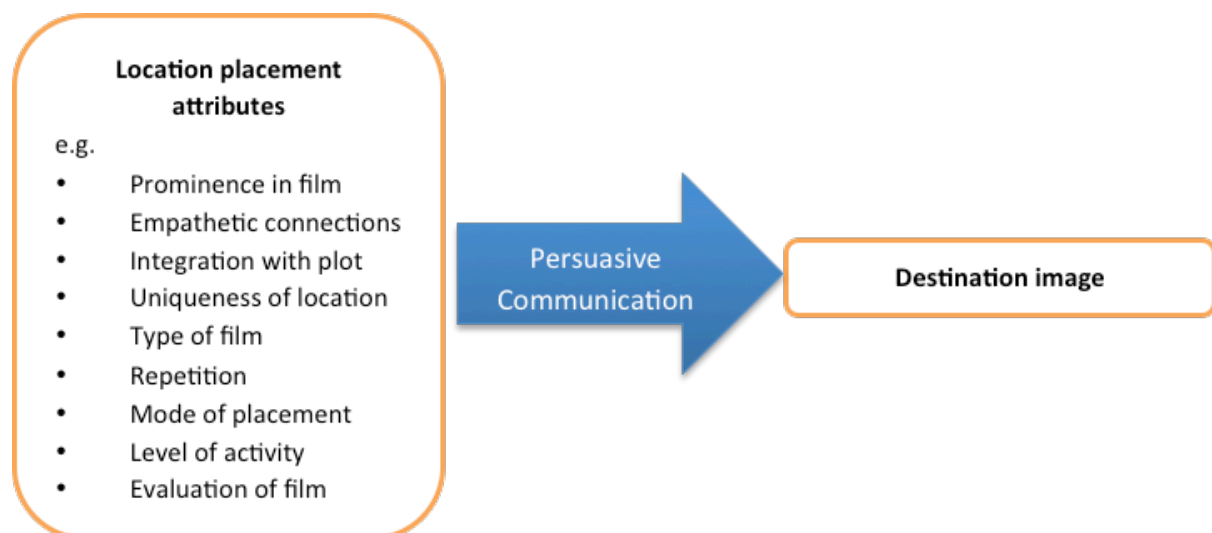 Location placement
attributes
e.g.
• Prominence in film
• Empathetic connections
• Integration with plot
• Uniqueness of location
• Type of film
• Repetition
• Mode of placement
• Level of activity
• Evaluation of film
Persuasive
Communication
Destination image